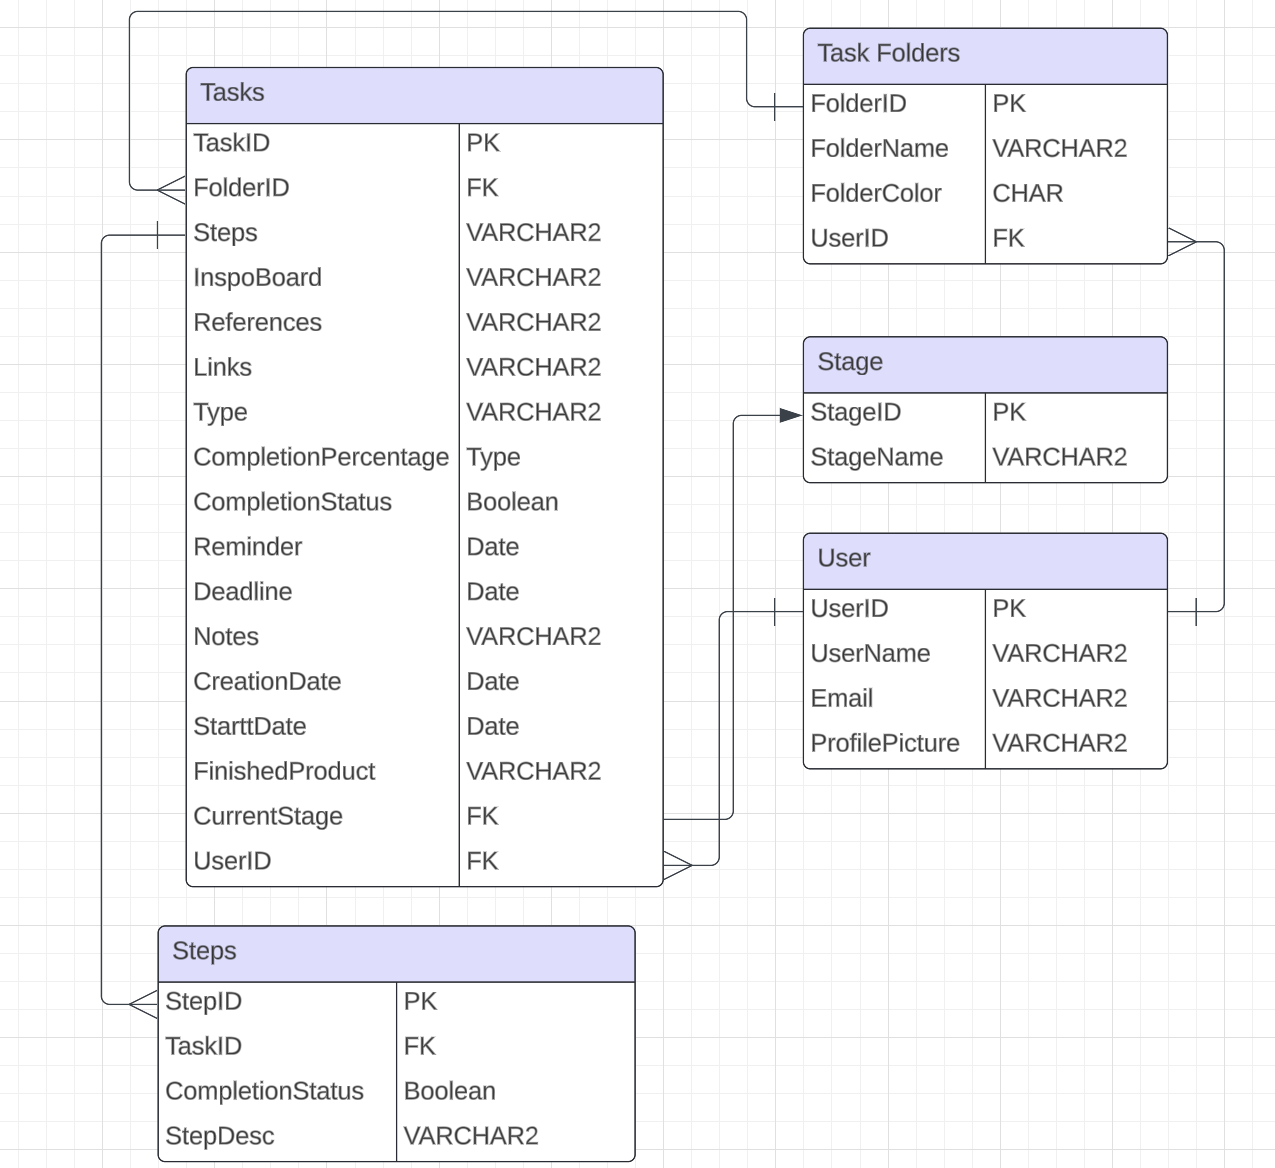 Tasks
TaskID PK
FolderID FK
Steps VARCHAR2
InspoBoard VARCHAR2
References VARCHAR2
Links VARCHAR2
Type VARCHAR2
CompletionPercentage Type
CompletionStatus Boolean
Reminder Date
Deadline Date
Notes VARCHAR2
CreationDate Date
StarttDate Date
FinishedProduct VARCHAR2
CurrentStage FK
UserID FK
Task Folders
FolderID PK
FolderName VARCHAR2
FolderColor CHAR
UserID FK
Stage
StageID PK
StageName VARCHAR2
User
UserID PK
UserName VARCHAR2
Email VARCHAR2
ProfilePicture VARCHAR2
Steps
StepID PK
TaskID FK
CompletionStatus Boolean
StepDesc VARCHAR2